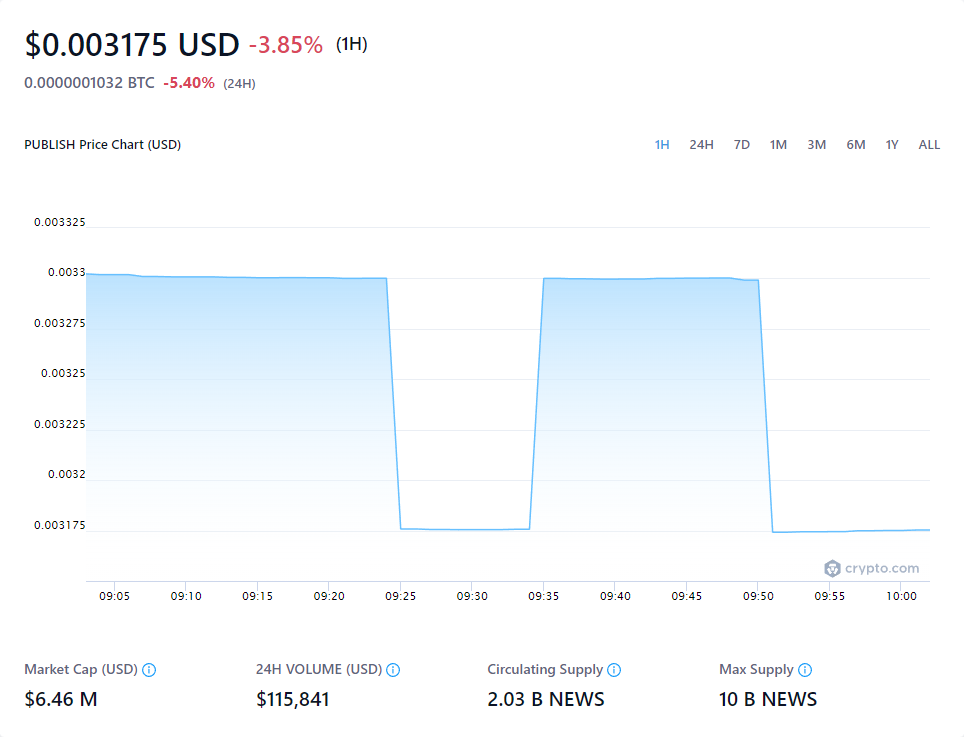 $0.003175 USD -3.85% (1H)
0.0000001032 BTC -5.40% (24H)
PUBLISH Price Chart (USD) 1H 24H 7D 1M 3M 6M 1Y ALL
0.003325
0.0033
0.003275
0.00325
0.003225
0.0032
0.003175
crypto.com
09:05 09:10 09:15 09:20 09:25 09:30 09:35 09:40 09:45 09:50 09:55 10:00
Market Cap (USD) 24H VOLUME (USD) Circulating Supply Max Supply
$6.46 M $115,841 2.03 B NEWS 10 B NEWS